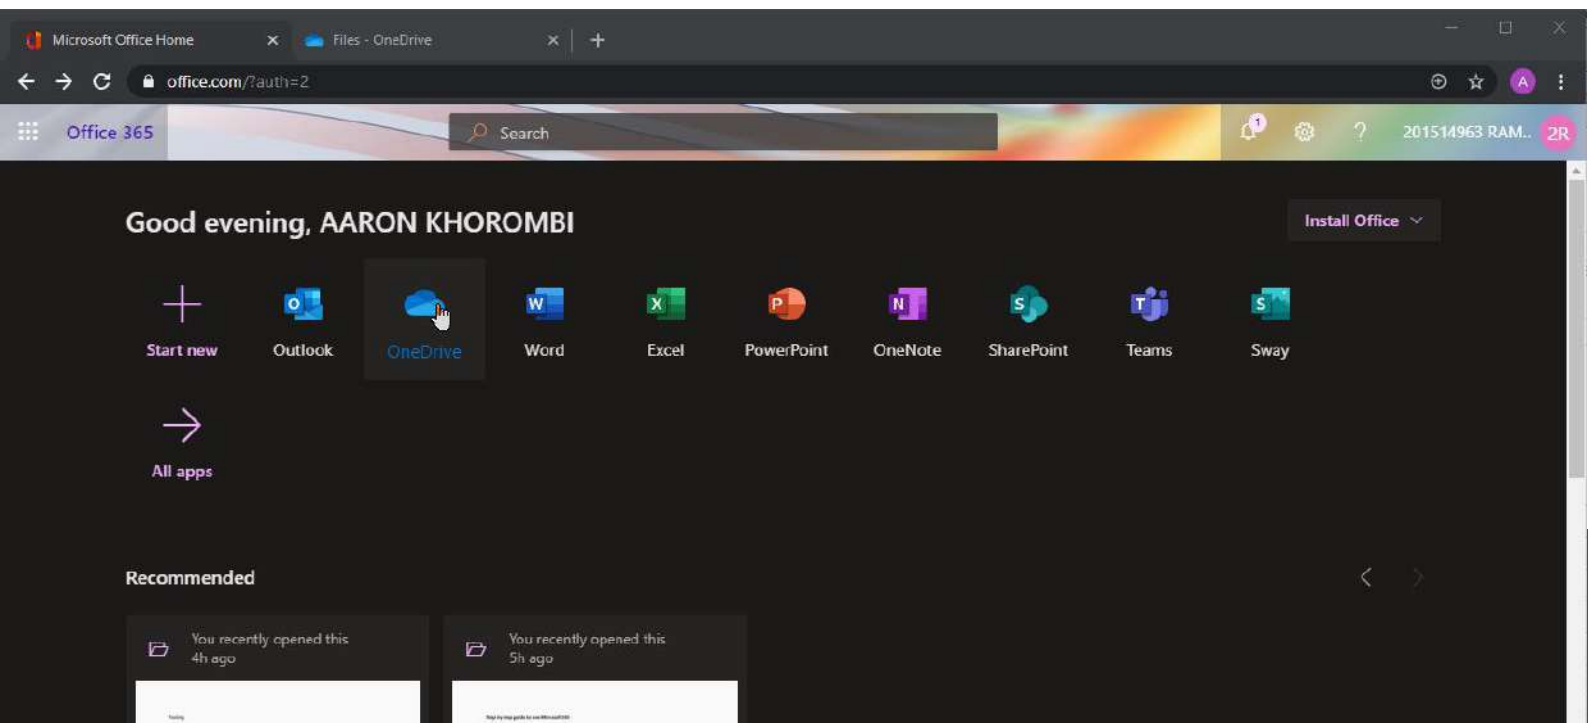 Microsoft Office Home
Files - OneDrive
office.com/?auth=2
Office 365
Search
1
201514963 RAM..
2R
A
Good evening, AARON KHOROMBI
Install Office
Start new
Outlook
OneDrive
Word
Excel
PowerPoint
OneNote
SharePoint
Teams
Sway
All apps
Recommended
You recently opened this
4h ago
You recently opened this
5h ago